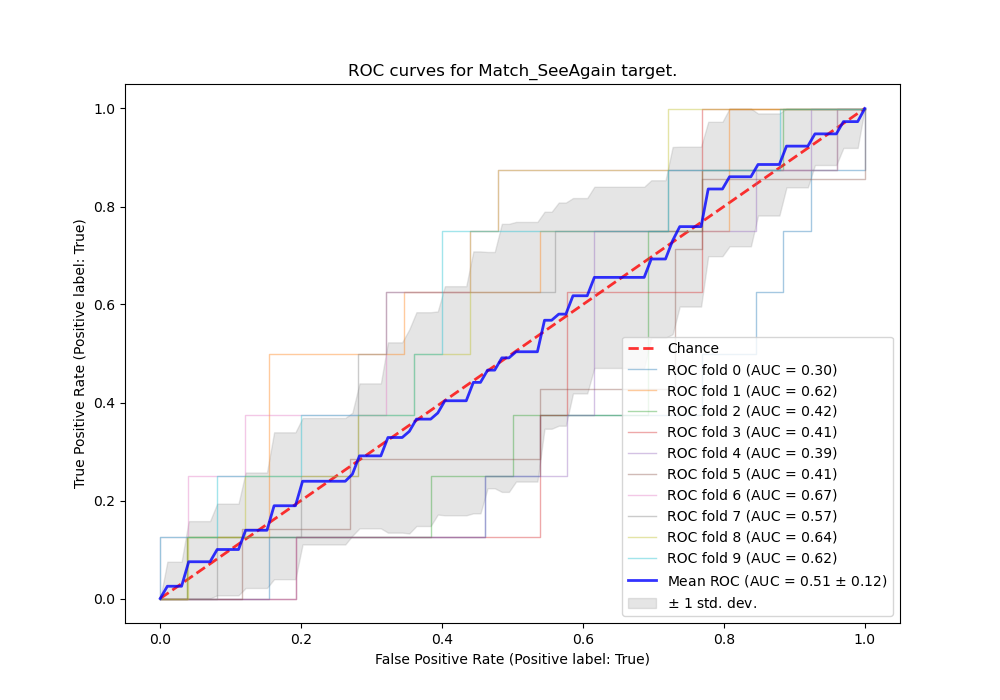 ROC curves for Match_SeeAgain target.
True Positive Rate (Positive label: True)
1.0
0.8
0.6
0.4
0.2
0.0
Chance
ROC fold 0 (AUC = 0.30)
ROC fold 1 (AUC = 0.62)
ROC fold 2 (AUC = 0.42)
ROC fold 3 (AUC = 0.41)
ROC fold 4 (AUC = 0.39)
ROC fold 5 (AUC = 0.41)
ROC fold 6 (AUC = 0.67)
ROC fold 7 (AUC = 0.57)
ROC fold 8 (AUC = 0.64)
ROC fold 9 (AUC = 0.62)
Mean ROC (AUC = 0.51 ± 0.12)
± 1 std. dev.
0.0 0.2 0.4 0.6 0.8 1.0
False Positive Rate (Positive label: True)